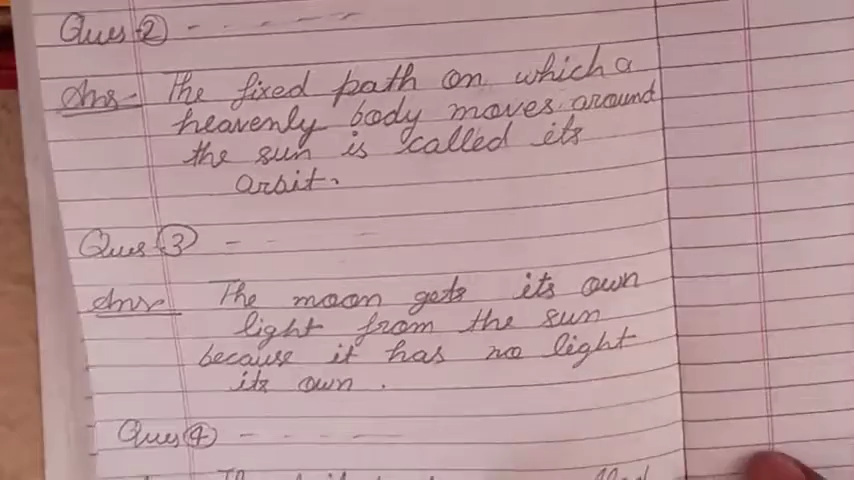 Ques ② - - - - - -
Ans- The fixed path on which a
heavenly body moves around
the sun is called its
orbit.
Ques ③ - - - -
Ans- The moon gets its own
light from the sun
because it has no light
its own .
Ques ④ - - - - -
The